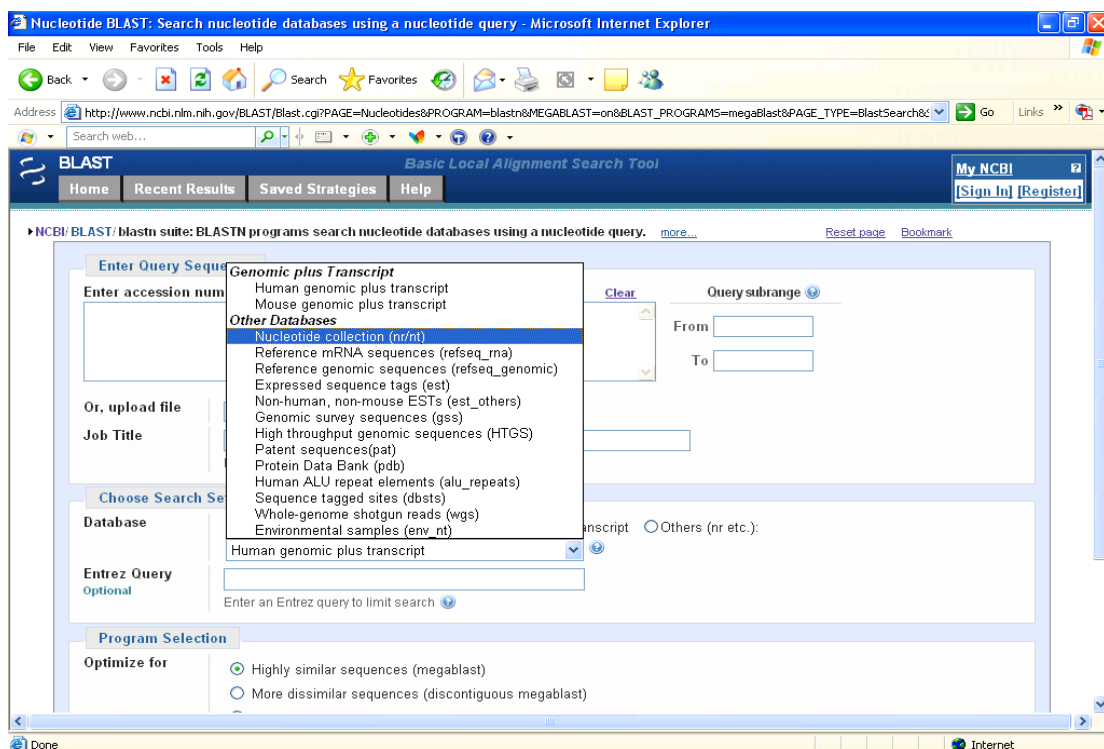 Nucleotide BLAST: Search nucleotide databases using a nucleotide query - Microsoft Internet Explorer
File Edit View Favorites Tools Help
Back Search Favorites
Address http://www.ncbi.nlm.nih.gov/BLAST/Blast.cgi?PAGE=Nucleotides&PROGRAM=blastn&MEGABLAST=on&BLAST_PROGRAMS=megaBlast&PAGE_TYPE=BlastSearch& Go Links »
Search web...
BLAST Basic Local Alignment Search Tool
My NCBI
Home Recent Results Saved Strategies Help
[Sign In] [Register]
NCBI/ BLAST/ blastn suite: BLASTN programs search nucleotide databases using a nucleotide query. more... Reset page Bookmark
Enter Query Seque
Enter accession num
Clear Query subrange
From
To
Or, upload file
Job Title
Genomic plus Transcript
Human genomic plus transcript
Mouse genomic plus transcript
Other Databases
Nucleotide collection (nr/nt)
Reference mRNA sequences (refseq_rna)
Reference genomic sequences (refseq_genomic)
Expressed sequence tags (est)
Non-human, non-mouse ESTs (est_others)
Genomic survey sequences (gss)
High throughput genomic sequences (HTGS)
Patent sequences(pat)
Protein Data Bank (pdb)
Human ALU repeat elements (alu_repeats)
Sequence tagged sites (dbsts)
Whole-genome shotgun reads (wgs)
Environmental samples (env_nt)
Choose Search Se
Database
anscript Others (nr etc.):
Human genomic plus transcript
Entrez Query
Optional
Enter an Entrez query to limit search
Program Selection
Optimize for
Highly similar sequences (megablast)
More dissimilar sequences (discontiguous megablast)
Done Internet